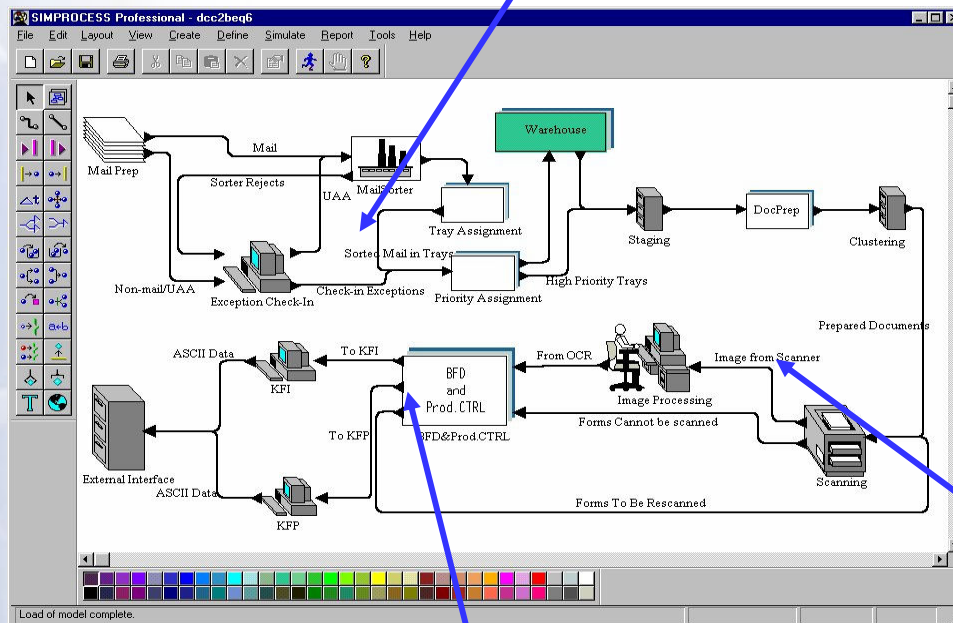 SIMPROCESS Professional - dcc2beq6
File Edit Layout View Create Define Simulate Report Tools Help
Mail Prep
Mail
Sorter Rejects
UAA
MailSorter
Warehouse
Tray Assignment
Staging
DocPrep
Clustering
Sorted Mail in Trays
High Priority Trays
Non-mail/UAA
Exception Check-In
Check-in Exceptions
Priority Assignment
Prepared Documents
ASCII Data
To KFI
From OCR
Image from Scanner
KFI
BFD
and
Prod.CTRL
Image Processing
Forms Cannot be scanned
To KFP
BFD&Prod.CTRL
External Interface
Scanning
ASCII Data
Forms To Be Rescanned
KFP
Δt
a+b
T
Load of model complete.